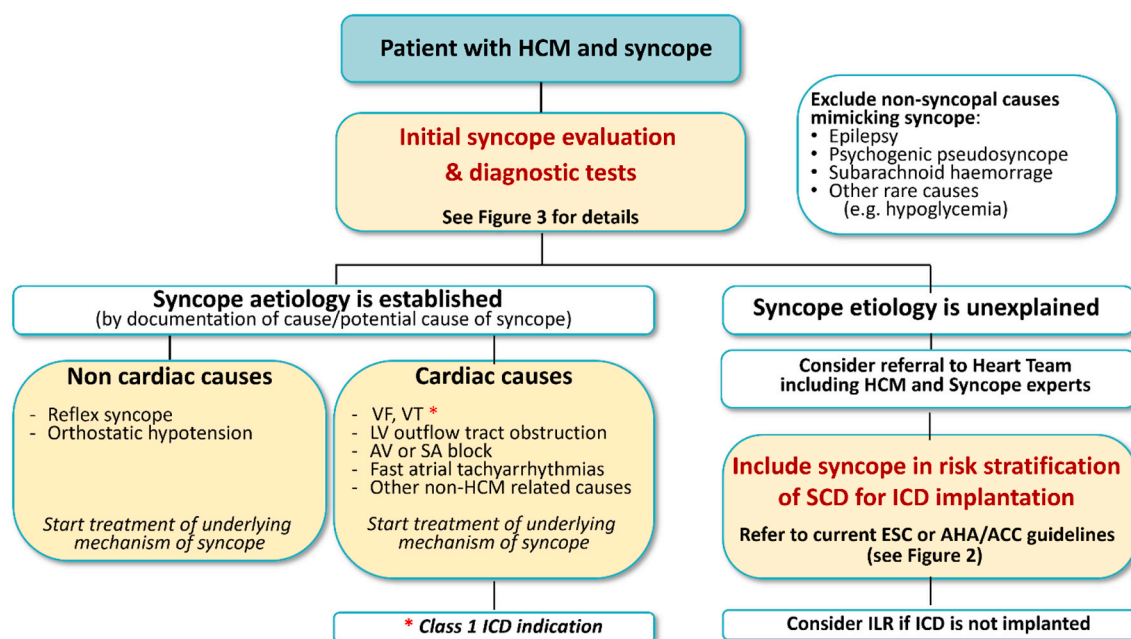 Patient with HCM and syncope
Exclude non-syncopal causes
mimicking syncope:
• Epilepsy
• Psychogenic pseudosyncope
• Subarachnoid haemorrage
• Other rare causes
(e.g. hypoglycemia)
Initial syncope evaluation
& diagnostic tests
See Figure 3 for details
Syncope aetiology is established
(by documentation of cause/potential cause of syncope)
Non cardiac causes
- Reflex syncope
- Orthostatic hypotension
Start treatment of underlying
mechanism of syncope
Cardiac causes
- VF, VT *
- LV outflow tract obstruction
- AV or SA block
- Fast atrial tachyarrhythmias
- Other non-HCM related causes
Start treatment of underlying
mechanism of syncope
* Class 1 ICD indication
Syncope etiology is unexplained
Consider referral to Heart Team
including HCM and Syncope experts
Include syncope in risk stratification
of SCD for ICD implantation
Refer to current ESC or AHA/ACC guidelines
(see Figure 2)
Consider ILR if ICD is not implanted